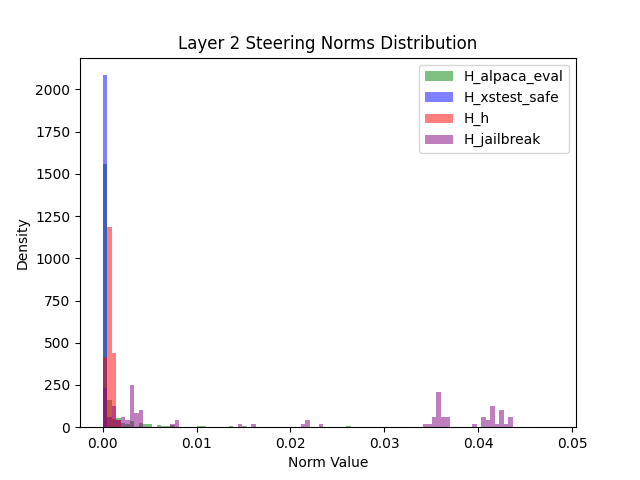 Layer 2 Steering Norms Distribution
H_alpaca_eval
H_xstest_safe
H_h
H_jailbreak
Density
2000
1750
1500
1250
1000
750
500
250
0
0.00 0.01 0.02 0.03 0.04 0.05
Norm Value